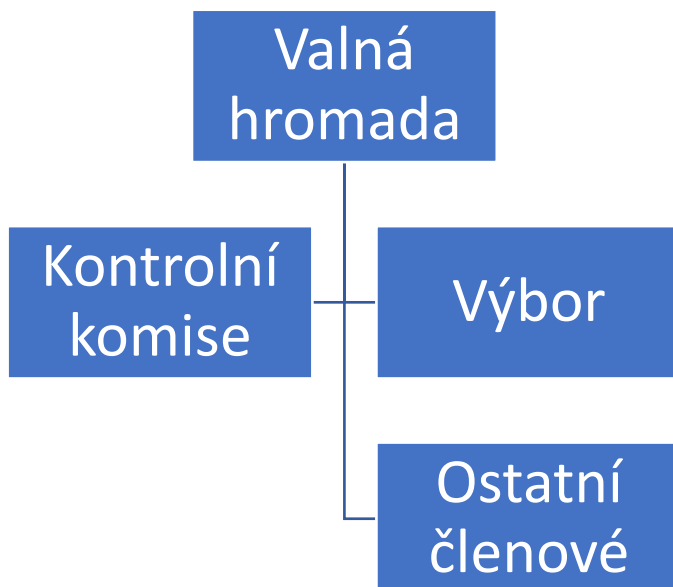 Valná
hromada
Kontrolní
komise
Výbor
Ostatní
členové